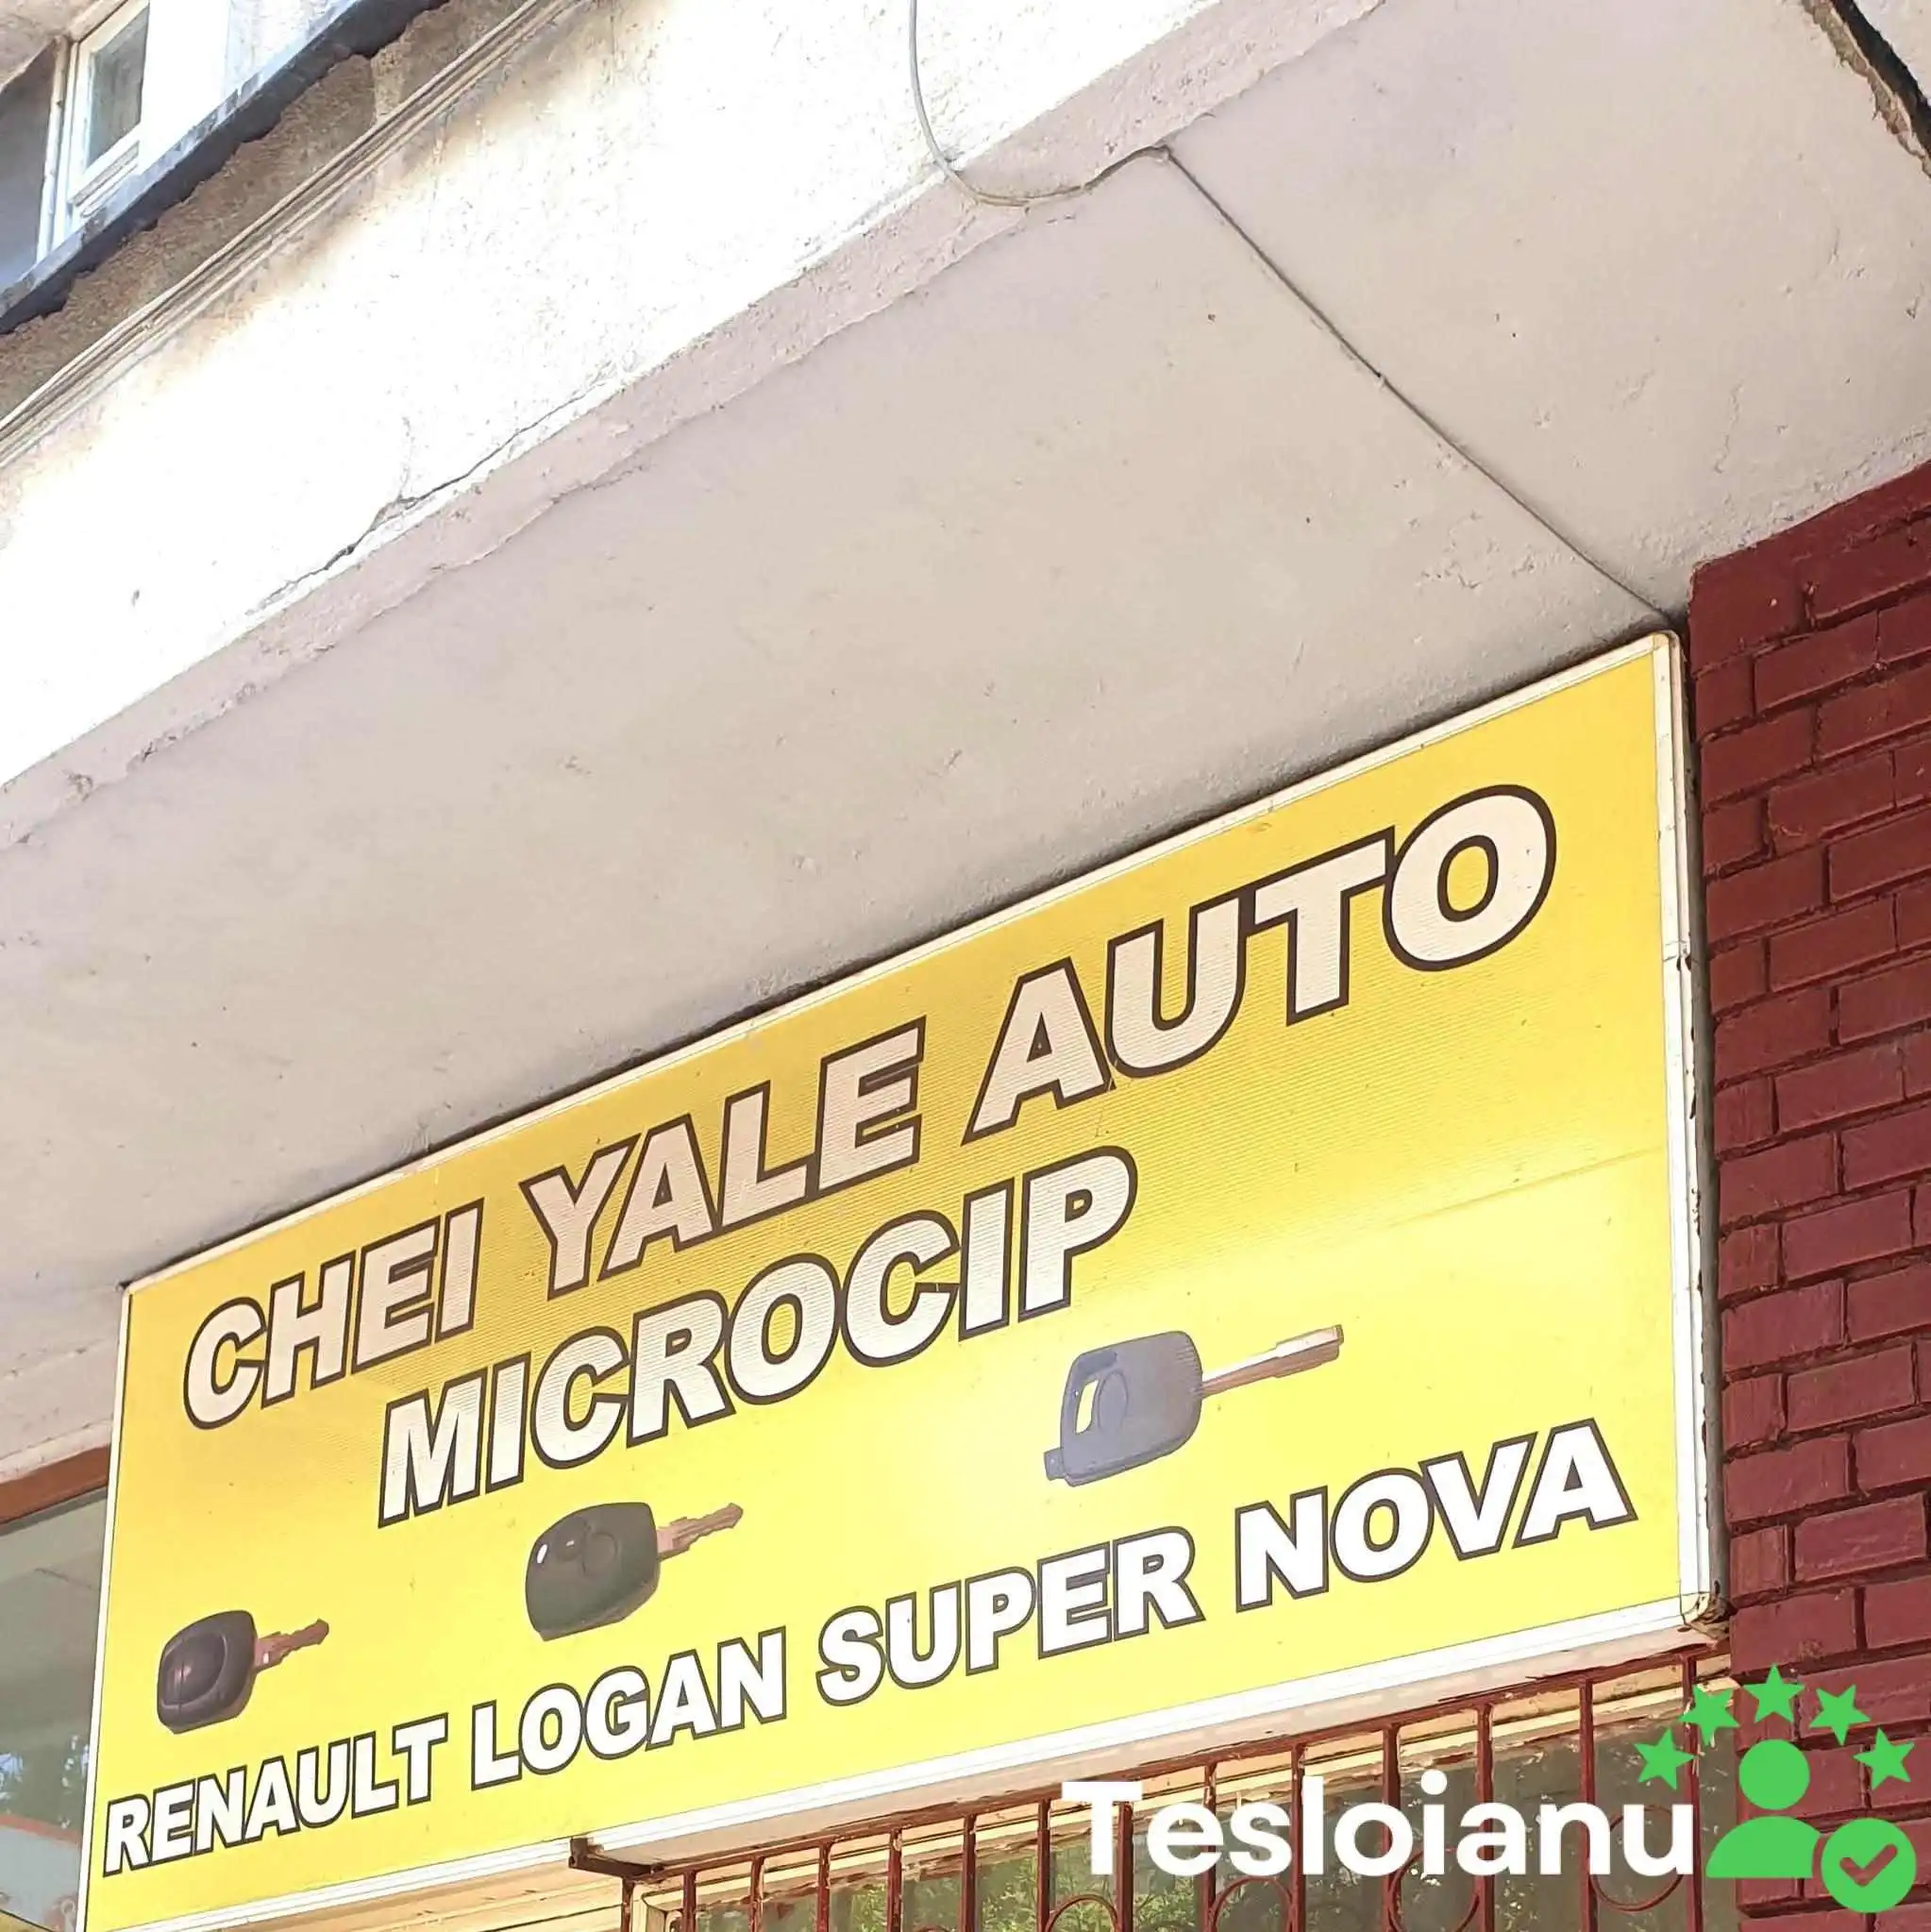 CHEI YALE AUTO
MICROCIP
RENAULT LOGAN SUPER NOVA
Tesloianu